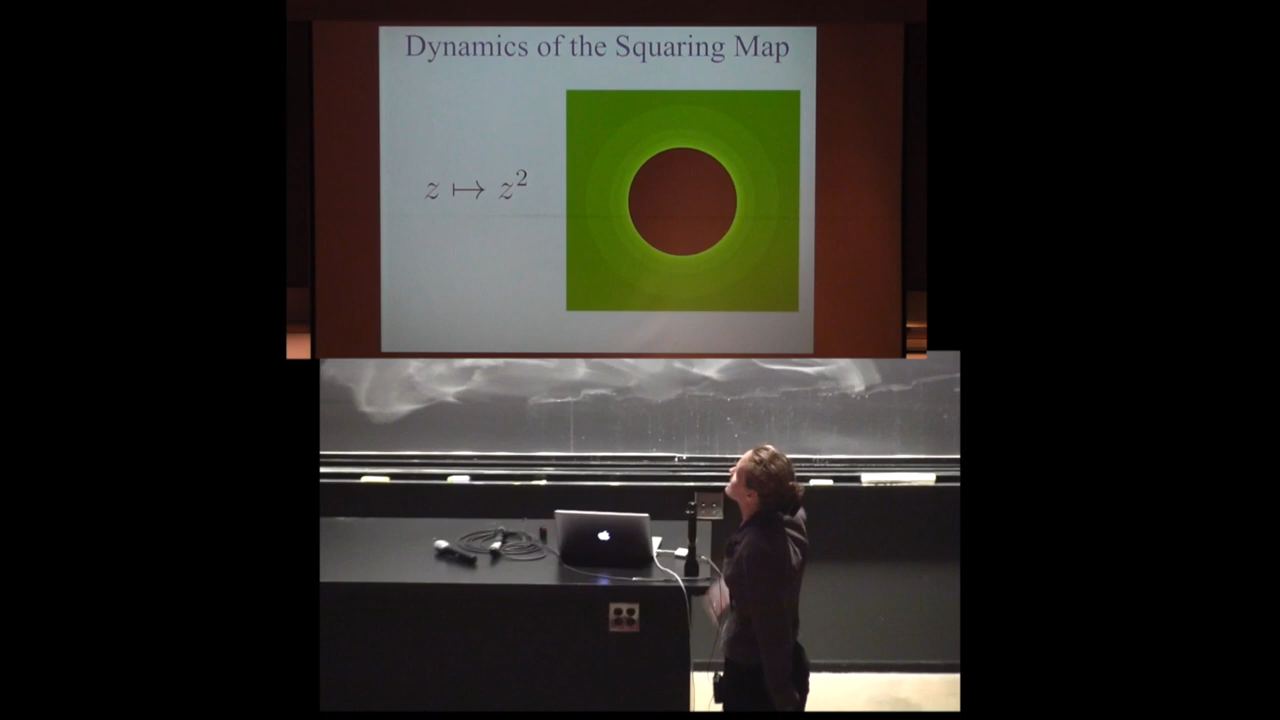 Dynamics of the Squaring Map
z ↦ z²